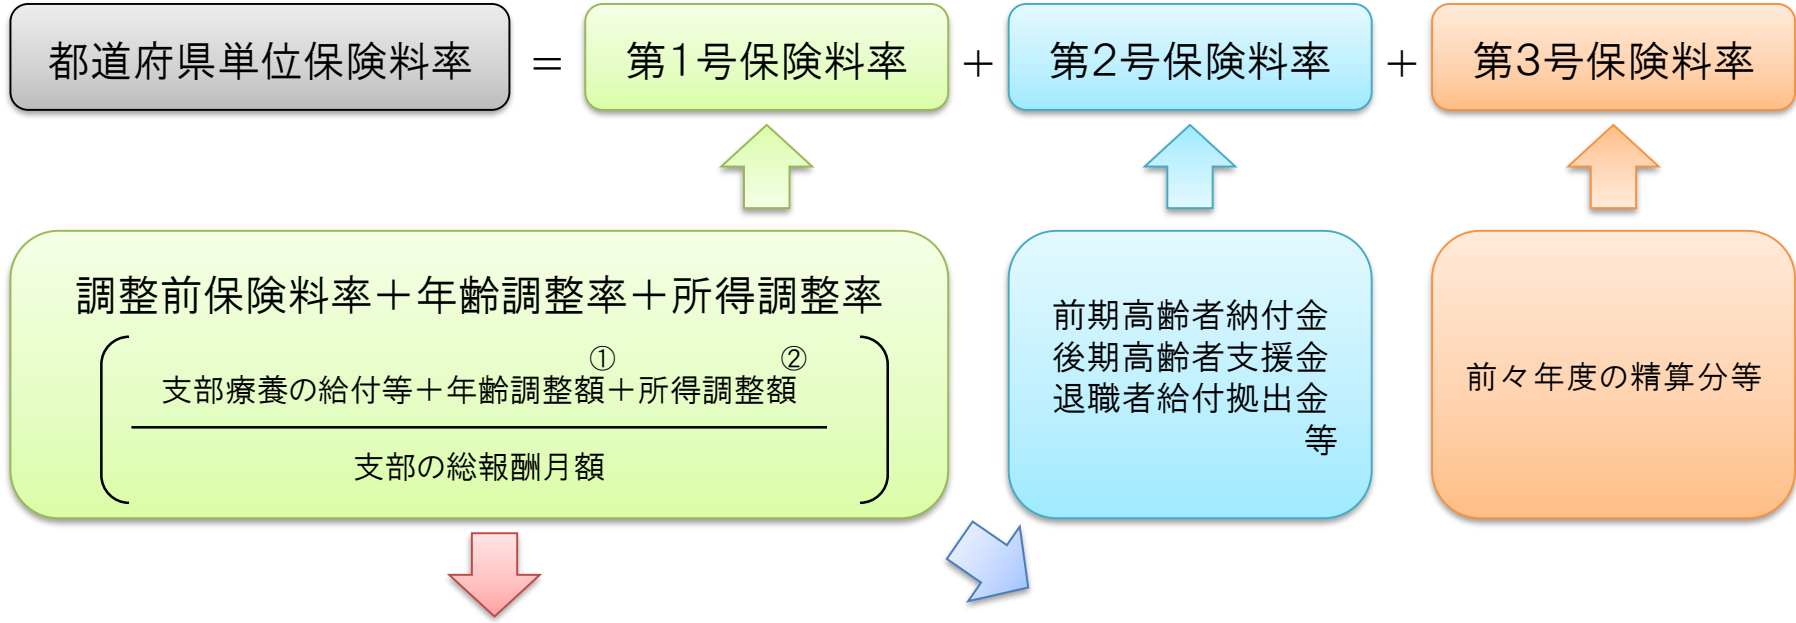 都道府県単位保険料率 = 第1号保険料率 + 第2号保険料率 + 第3号保険料率
調整前保険料率+年齢調整率+所得調整率
① ②
支部療養の給付等+年齢調整額+所得調整額
支部の総報酬月額
前期高齢者納付金
後期高齢者支援金
退職者給付拠出金
等
前々年度の精算分等